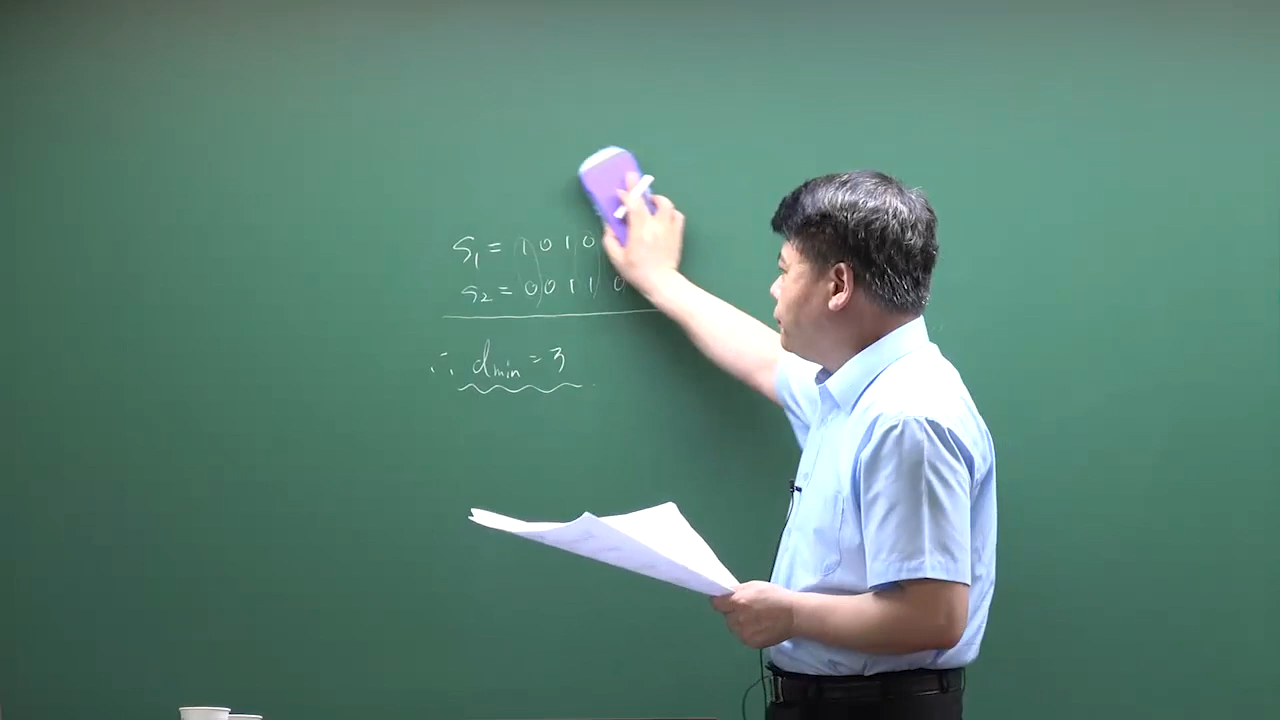 S₁ = 1 0 1 0
S₂ = 0 0 1 1 0
∴ dmin = 3